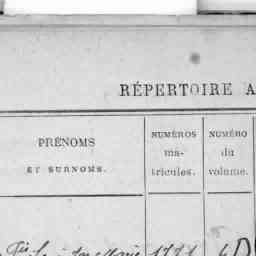 RÉPERTOIRE A
PRÉNOMS
ET SURNOMS.
NUMÉROS
ma-
tricules.
NUMÉRO
du
volume.